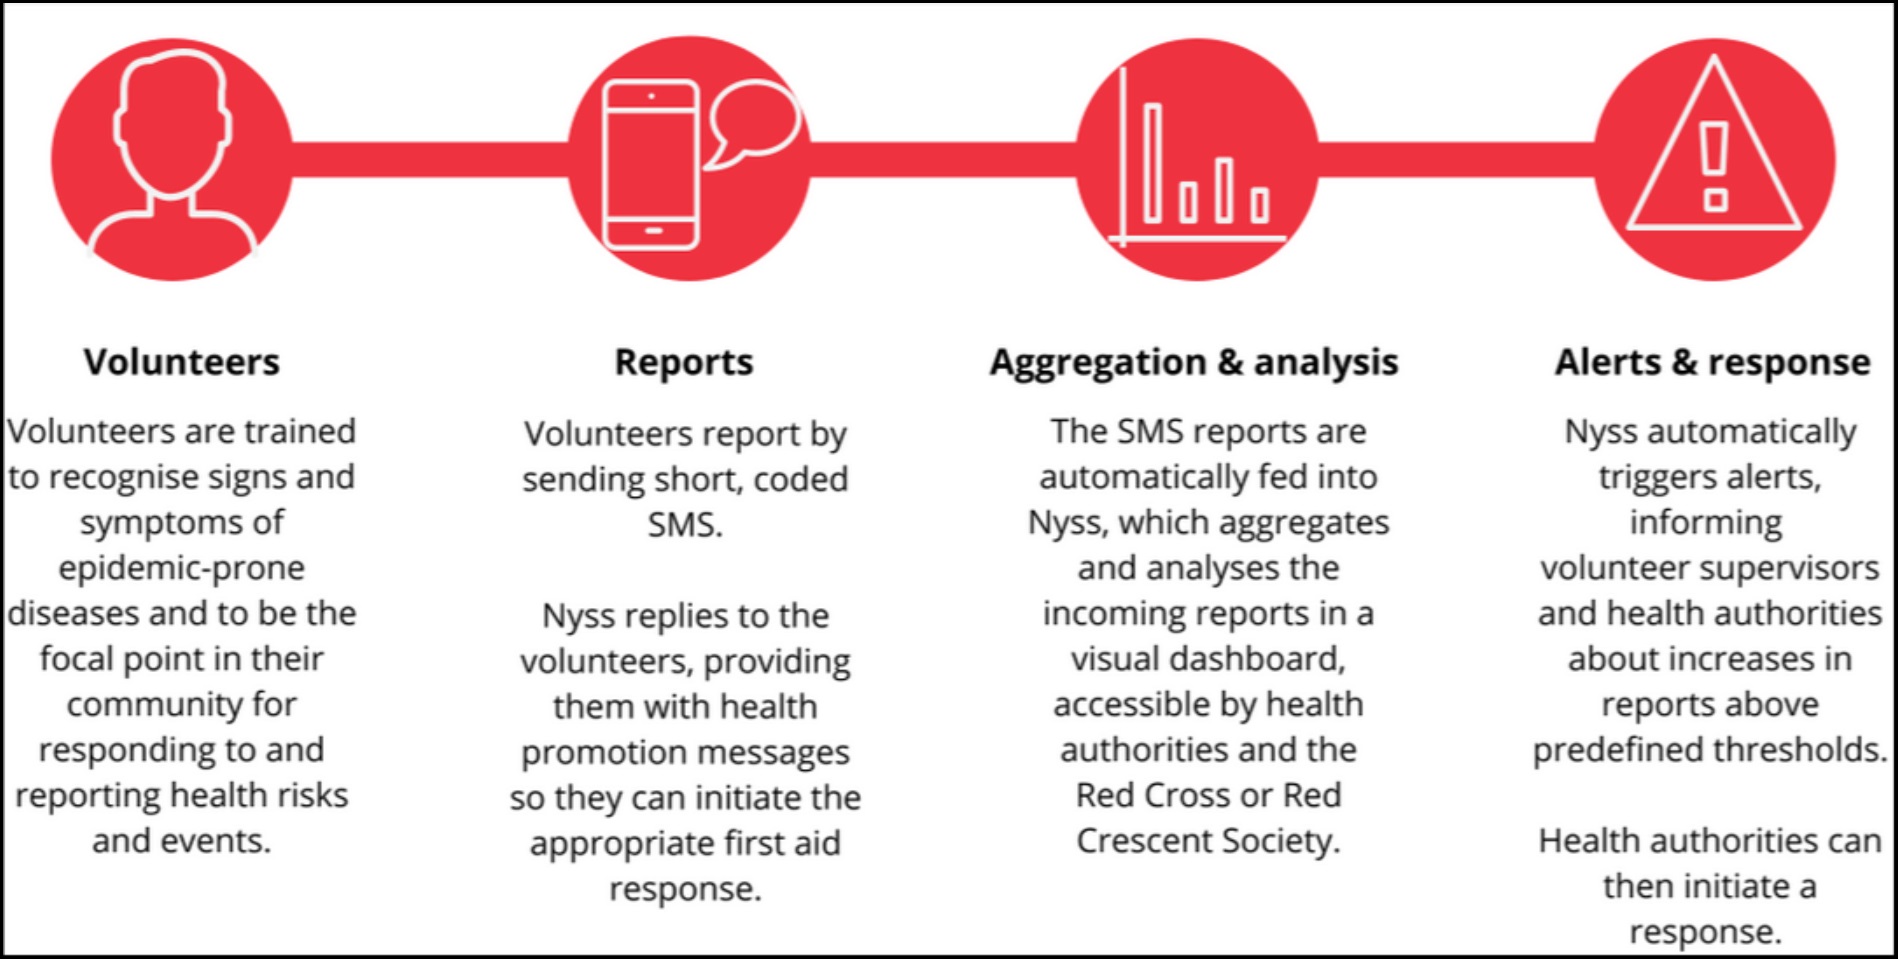 Volunteers
Volunteers are trained
to recognise signs and
symptoms of
epidemic-prone
diseases and to be the
focal point in their
community for
responding to and
reporting health risks
and events.
Reports
Volunteers report by
sending short, coded
SMS.
Nyss replies to the
volunteers, providing
them with health
promotion messages
so they can initiate the
appropriate first aid
response.
Aggregation & analysis
The SMS reports are
automatically fed into
Nyss, which aggregates
and analyses the
incoming reports in a
visual dashboard,
accessible by health
authorities and the
Red Cross or Red
Crescent Society.
Alerts & response
Nyss automatically
triggers alerts,
informing
volunteer supervisors
and health authorities
about increases in
reports above
predefined thresholds.
Health authorities can
then initiate a
response.